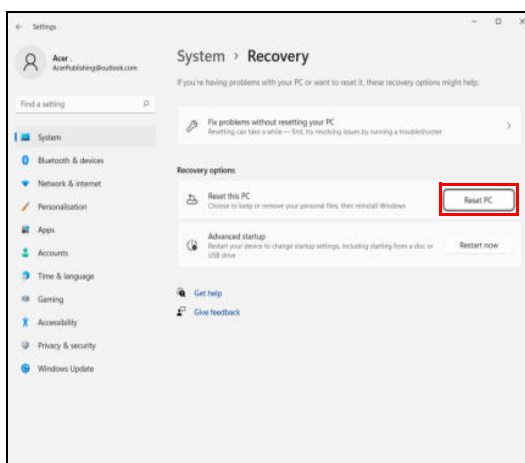 Settings
Acer .
AcerPublishing@outlook.com
Find a setting
System
Bluetooth & devices
Network & internet
Personalisation
Apps
Accounts
Time & language
Gaming
Accessibility
Privacy & security
Windows Update
System > Recovery
If you're having problems with your PC or want to reset it, these recovery options might help.
Fix problems without resetting your PC
Resetting can take a while — first, try resolving issues by running a troubleshooter
Recovery options
Reset this PC
Choose to keep or remove your personal files, then reinstall Windows
Reset PC
Advanced startup
Restart your device to change startup settings, including starting from a disc or
USB drive
Restart now
Get help
Give feedback